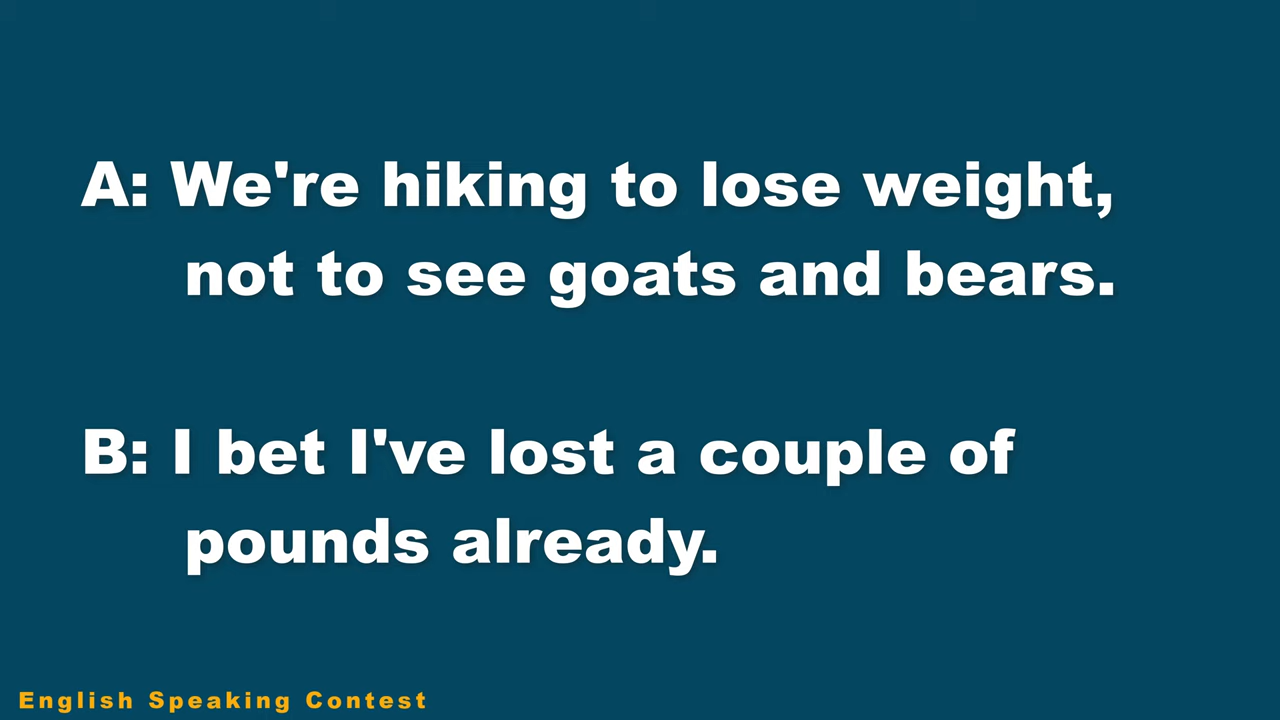 A: We're hiking to lose weight,
not to see goats and bears.
B: I bet I've lost a couple of
pounds already.
English Speaking Contest